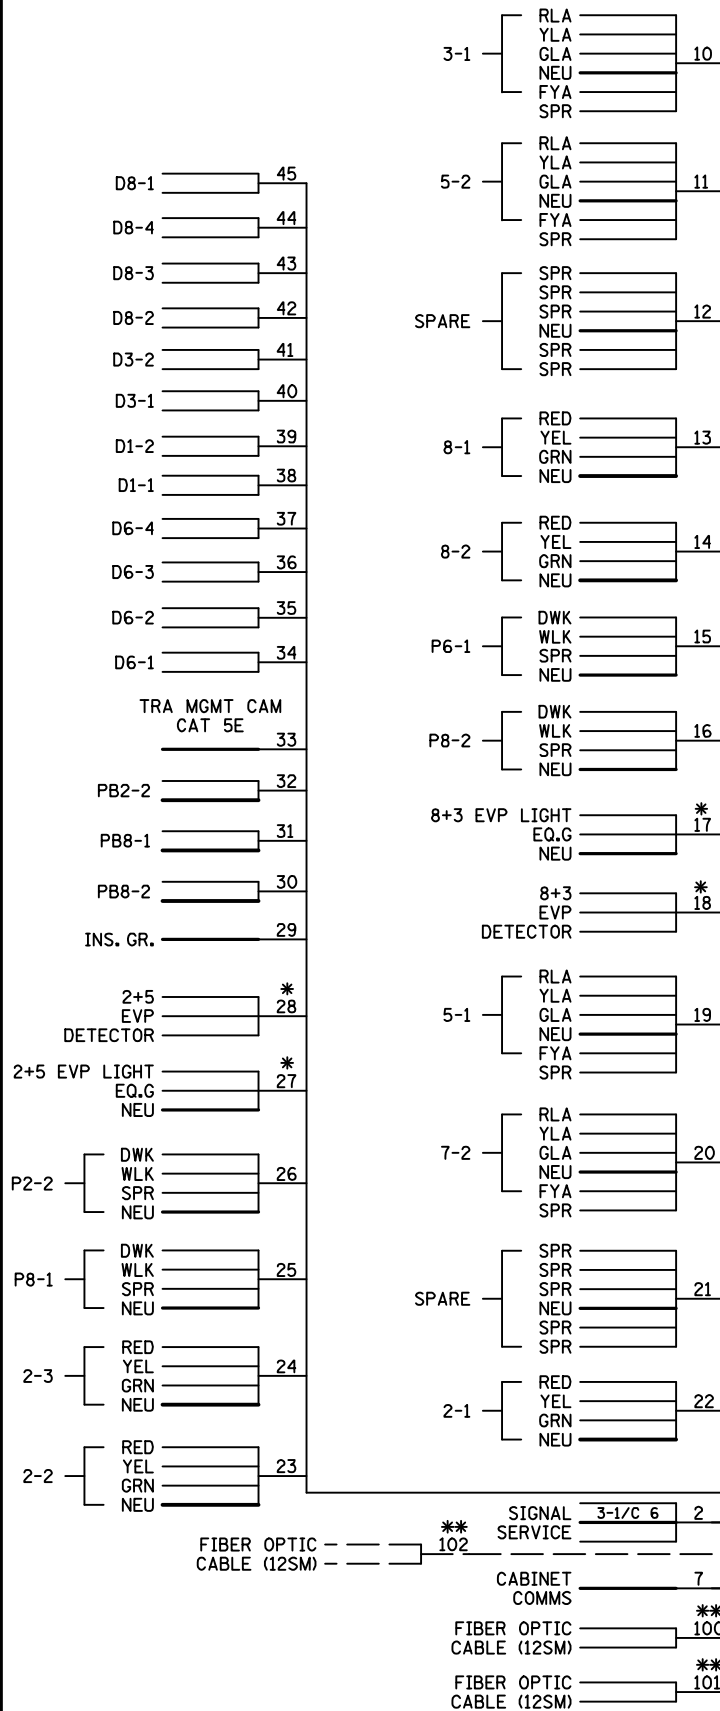 D8-1 45
D8-4 44
D8-3 43
D8-2 42
D3-2 41
D3-1 40
D1-2 39
D1-1 38
D6-4 37
D6-3 36
D6-2 35
D6-1 34
TRA MGMT CAM
CAT 5E
33
PB2-2 32
PB8-1 31
PB8-2 30
INS. GR. 29
2+5 *
EVP 28
DETECTOR
2+5 EVP LIGHT *
EQ.G 27
NEU
DWK
WLK
P2-2 26
SPR
NEU
DWK
WLK
P8-1 25
SPR
NEU
RED
YEL
2-3 24
GRN
NEU
RED
YEL
2-2 23
GRN
NEU
RLA
YLA
3-1 GLA 10
NEU
FYA
SPR
RLA
YLA
5-2 GLA 11
NEU
FYA
SPR
SPR
SPR
SPARE SPR 12
NEU
SPR
SPR
RED
YEL
8-1 13
GRN
NEU
RED
YEL
8-2 14
GRN
NEU
DWK
WLK
P6-1 15
SPR
NEU
DWK
WLK
P8-2 16
SPR
NEU
8+3 EVP LIGHT *
EQ.G 17
NEU
8+3 *
EVP 18
DETECTOR
RLA
YLA
5-1 GLA 19
NEU
FYA
SPR
RLA
YLA
7-2 GLA 20
NEU
FYA
SPR
SPR
SPR
SPARE SPR 21
NEU
SPR
SPR
RED
YEL
2-1 22
GRN
NEU
SIGNAL 3-1/C 6 2
SERVICE
FIBER OPTIC **
CABLE (12SM) 102
CABINET 7
COMMS
FIBER OPTIC **
CABLE (12SM) 100
FIBER OPTIC **
CABLE (12SM) 101